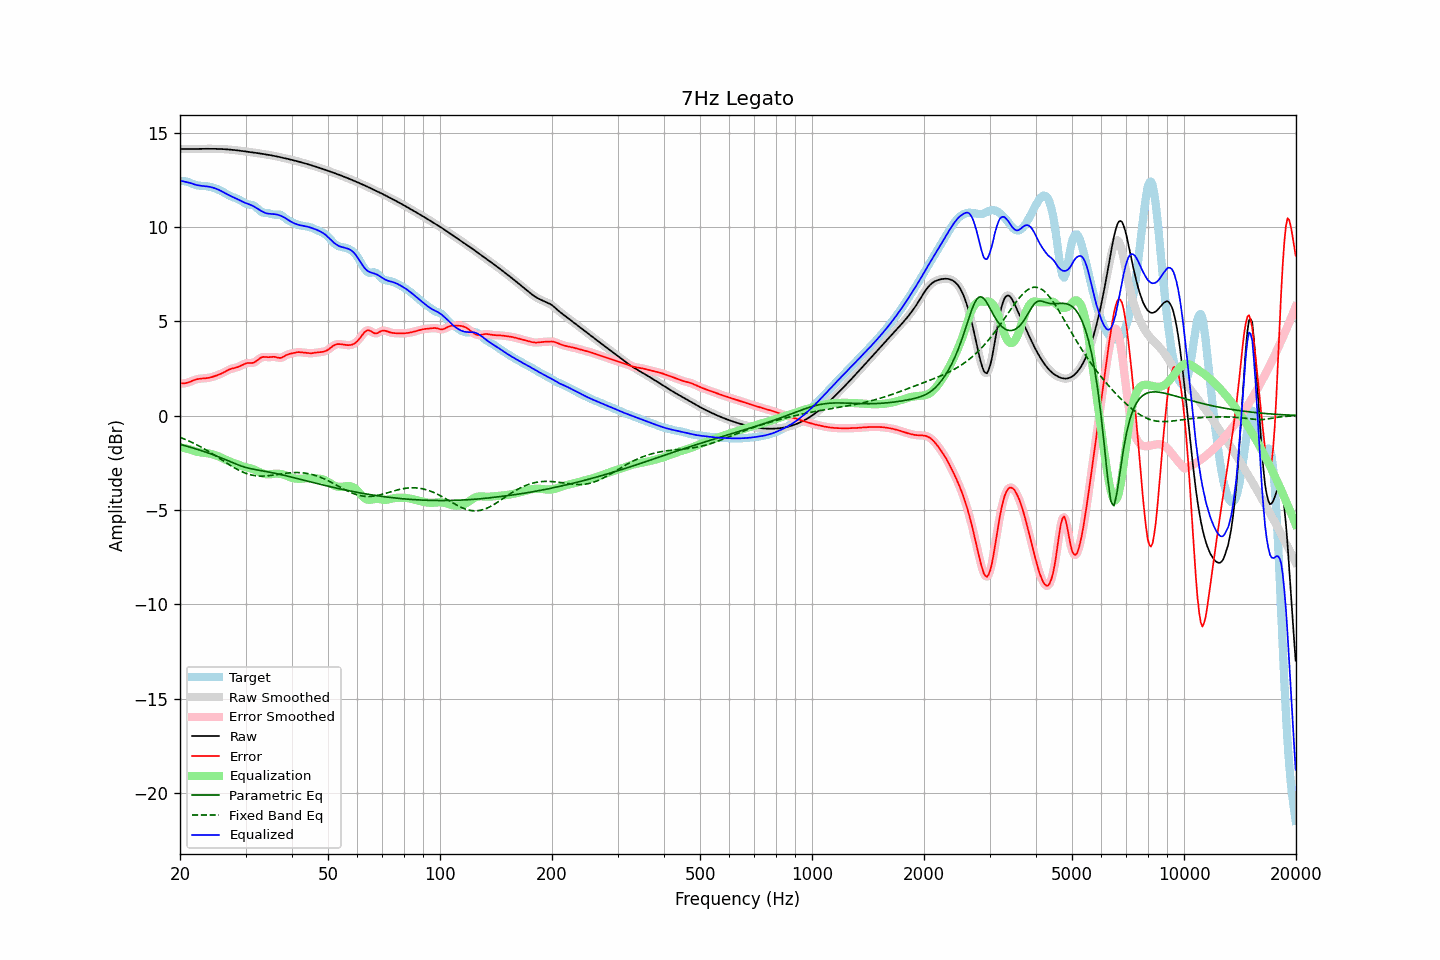 7Hz Legato
15
10
5
0
−5
−10
−15
−20
Amplitude (dBr)
Target
Raw Smoothed
Error Smoothed
Raw
Error
Equalization
Parametric Eq
Fixed Band Eq
Equalized
20 50 100 200 500 1000 2000 5000 10000 20000
Frequency (Hz)